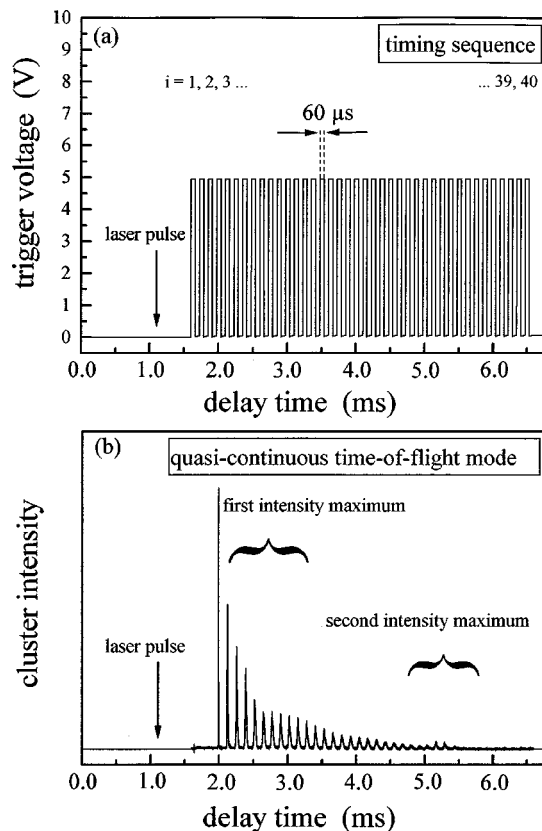 (a)
timing sequence
i = 1, 2, 3 ...
... 39, 40
60 μs
laser pulse
trigger voltage (V)
10
9
8
7
6
5
4
3
2
1
0
0.0 1.0 2.0 3.0 4.0 5.0 6.0
delay time (ms)
(b)
quasi-continuous time-of-flight mode
first intensity maximum
second intensity maximum
laser pulse
cluster intensity
0.0 1.0 2.0 3.0 4.0 5.0 6.0
delay time (ms)